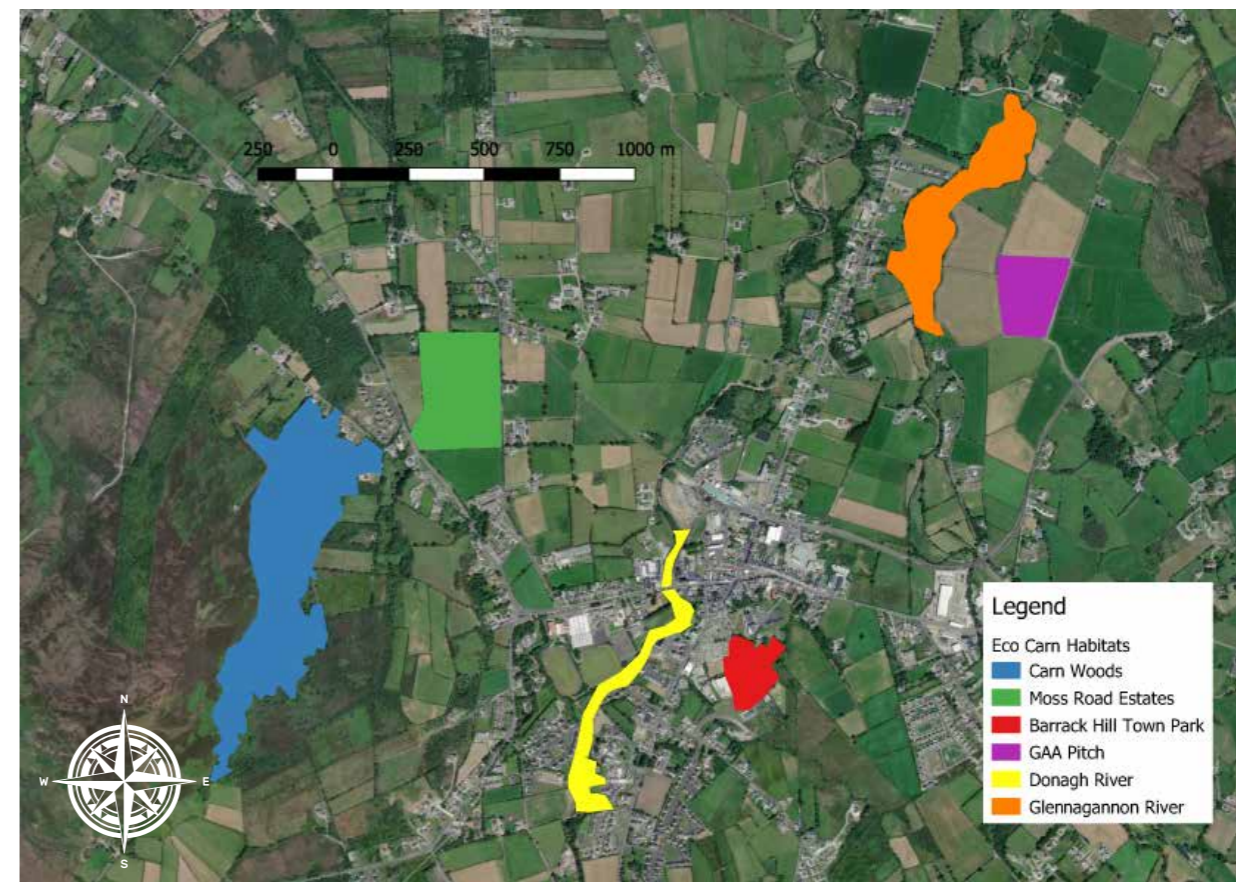 250 0 250 500 750 1000 m
Legend
Eco Carn Habitats
Carn Woods
Moss Road Estates
Barrack Hill Town Park
GAA Pitch
Donagh River
Glennagannon River
N
W E
S